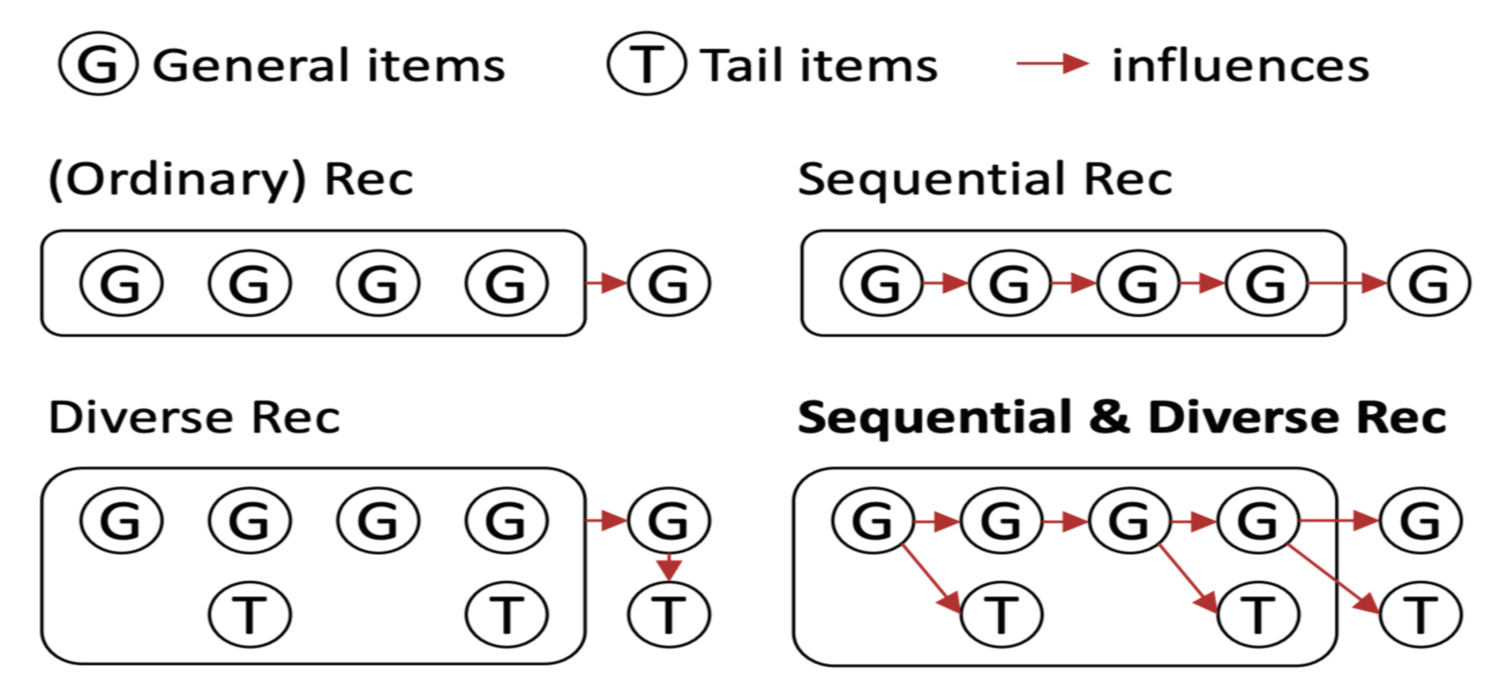 G General items T Tail items influences
(Ordinary) Rec Sequential Rec
G G G G G G G G G G
Diverse Rec Sequential & Diverse Rec
G G G G G G G G G G
T T T T T T